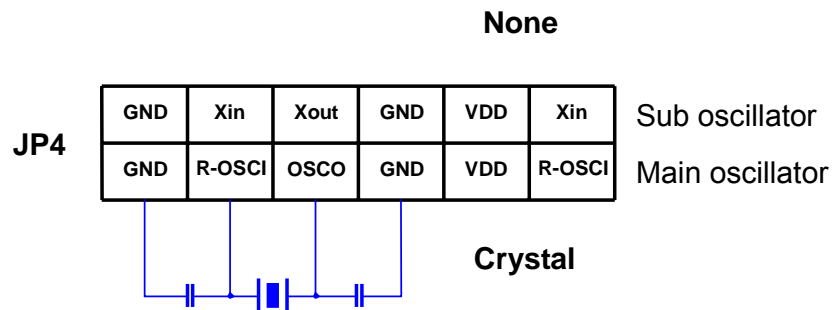 None
JP4
GND Xin Xout GND VDD Xin Sub oscillator
GND R-OSCI OSCO GND VDD R-OSCI Main oscillator
Crystal